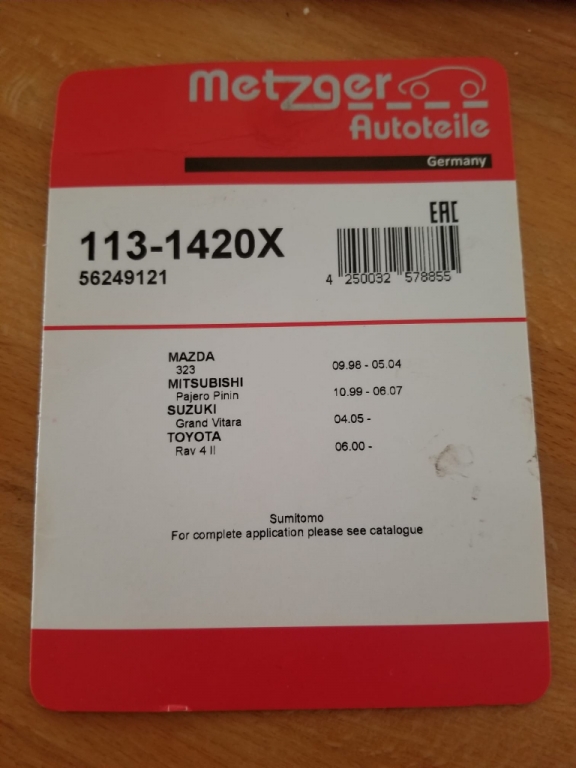 Metzger
Autoteile
Germany
EAC
113-1420X
56249121
4 250032 578855
MAZDA
323 09.98 - 05.04
MITSUBISHI
Pajero Pinin 10.99 - 06.07
SUZUKI
Grand Vitara 04.05 -
TOYOTA
Rav 4 II 06.00 -
Sumitomo
For complete application please see catalogue